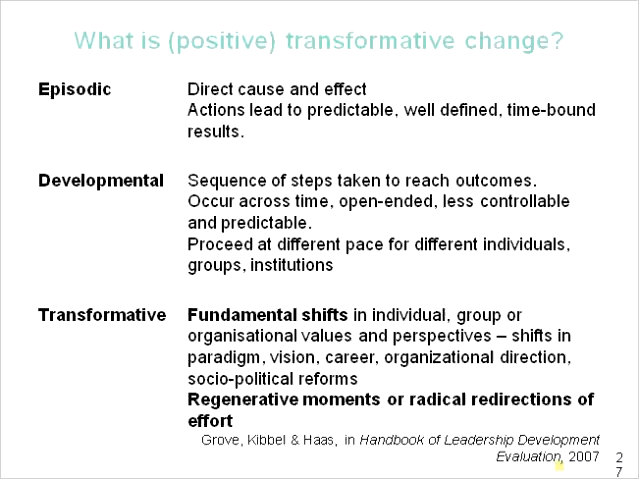 What is (positive) transformative change?
Episodic Direct cause and effect
Actions lead to predictable, well defined, time-bound
results.
Developmental Sequence of steps taken to reach outcomes.
Occur across time, open-ended, less controllable
and predictable.
Proceed at different pace for different individuals,
groups, institutions
Transformative Fundamental shifts in individual, group or
organisational values and perspectives – shifts in
paradigm, vision, career, organizational direction,
socio-political reforms
Regenerative moments or radical redirections of
effort
Grove, Kibbel & Haas, in Handbook of Leadership Development
Evaluation, 2007
2
7